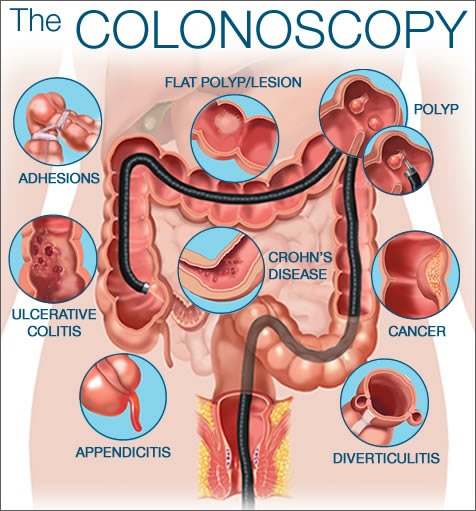 The COLONOSCOPY
FLAT POLYP/LESION
POLYP
ADHESIONS
CROHN'S
DISEASE
ULCERATIVE
COLITIS
CANCER
APPENDICITIS
DIVERTICULITIS